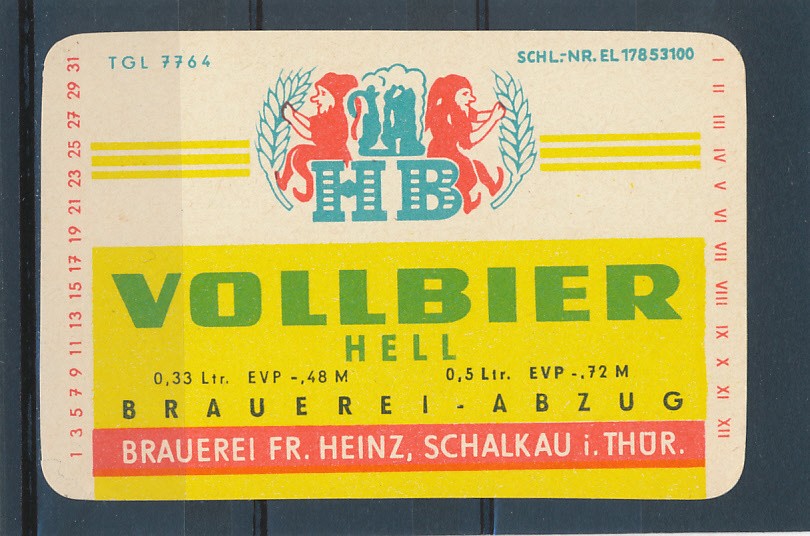 TGL 7764
SCHL.-NR. EL 17853100
HB
VOLLBIER
HELL
0,33 Ltr. EVP -,48 M
0,5 Ltr. EVP -,72 M
BRAUEREI - ABZUG
BRAUEREI FR. HEINZ, SCHALKAU i. THÜR.
1 3 5 7 9 11 13 15 17 19 21 23 25 27 29 31
I II III IV V VI VII VIII IX X XI XII